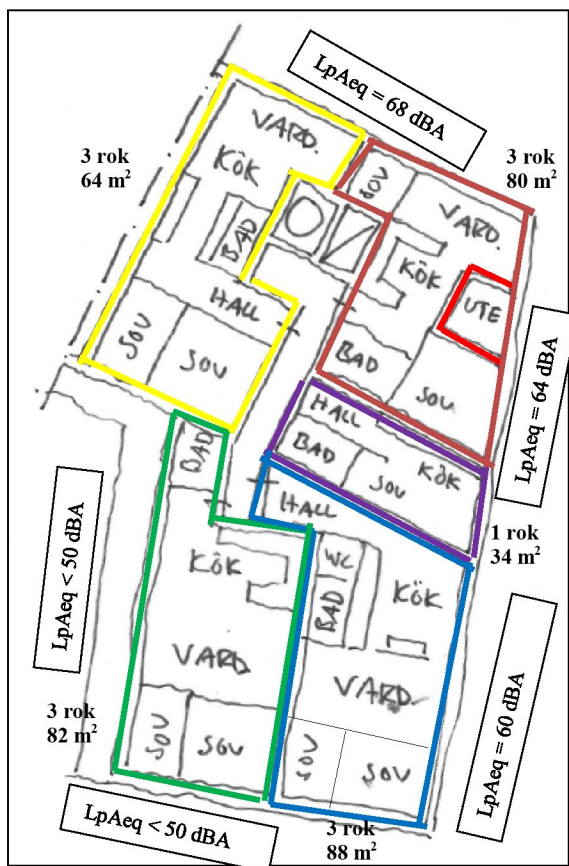 LpAeq = 68 dBA
3 rok
64 m²
3 rok
80 m²
VARD.
KÖK
BAD
HALL
SOV
SOV
SOV
VARD.
KÖK
UTE
BAD
SOV
LpAeq = 64 dBA
HALL
BAD
SOV
KÖK
1 rok
34 m²
BAD
HALL
KÖK
VARD.
SOV
SOV
LpAeq < 50 dBA
3 rok
82 m²
WC
BAD
KÖK
VARD.
SOV
SOV
LpAeq = 60 dBA
LpAeq < 50 dBA
3 rok
88 m²